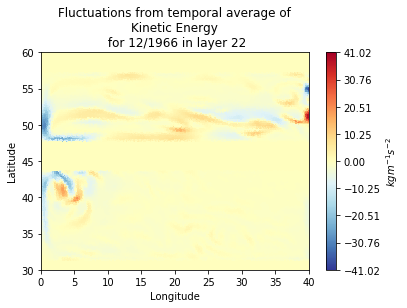 Fluctuations from temporal average of
Kinetic Energy
for 12/1966 in layer 22
60
55
50
45
40
35
30
Latitude
0 5 10 15 20 25 30 35 40
Longitude
41.02
30.76
20.51
10.25
0.00
−10.25
−20.51
−30.76
−41.02
kgm⁻¹s⁻²